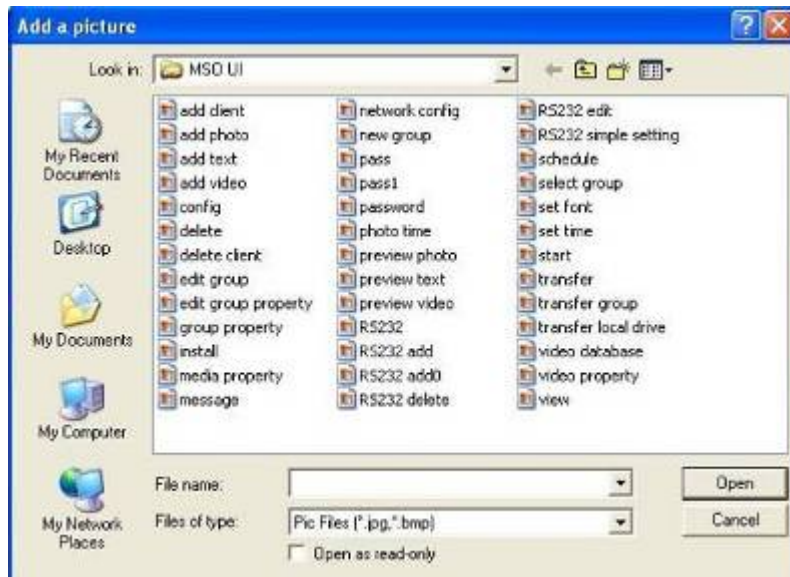 Add a picture
Look in: MSO UI
My Recent
Documents
Desktop
My Documents
My Computer
My Network
Places
add client
add photo
add text
add video
config
delete
delete client
edit group
edit group property
group property
install
media property
message
network config
new group
pass
pass1
password
photo time
preview photo
preview text
preview video
RS232
RS232 add
RS232 add0
RS232 delete
RS232 edit
RS232 simple setting
schedule
select group
set font
set time
start
transfer
transfer group
transfer local drive
video database
video property
view
File name:
Open
Files of type: Pic Files (*.jpg,*.bmp)
Cancel
Open as read-only